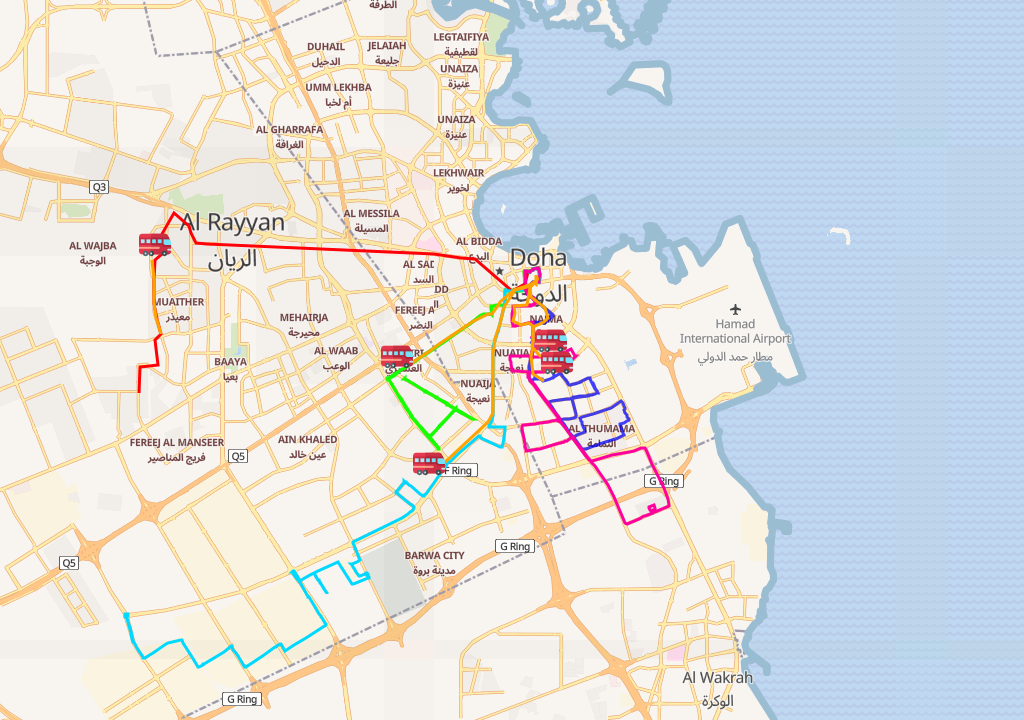 الطرفة
DUHAIL
الدحيل
JELAIAH
جليعة
LEGTAIFIYA
لقطيفية
UNAIZA
عنيزة
UMM LEKHBA
أم لخبا
UNAIZA
عنيزة
AL GHARRAFA
الغرافة
LEKHWAIR
لخوير
Q3
AL MESSILA
المسيلة
Al Rayyan
الريان
AL WAJBA
الوجبة
AL BIDDA
البدع
Doha
الدوحة
AL SAI
السد
DD
ال
MUAITHER
معيذر
MEHAIRJA
محيرجة
FEREEJ A
النصر
NAJMA
Hamad
International Airport
مطار حمد الدولي
AL WAAB
الوعب
BAAYA
بعيا
NUAIJA
نعيجة
NUAIJA
نعيجة
AL THUMAMA
الثمامة
FEREEJ AL MANSEER
فريج المناصير
AIN KHALED
عين خالد
Q5
F Ring
G Ring
G Ring
BARWA CITY
مدينة بروة
Q5
Al Wakrah
الوكرة
G Ring